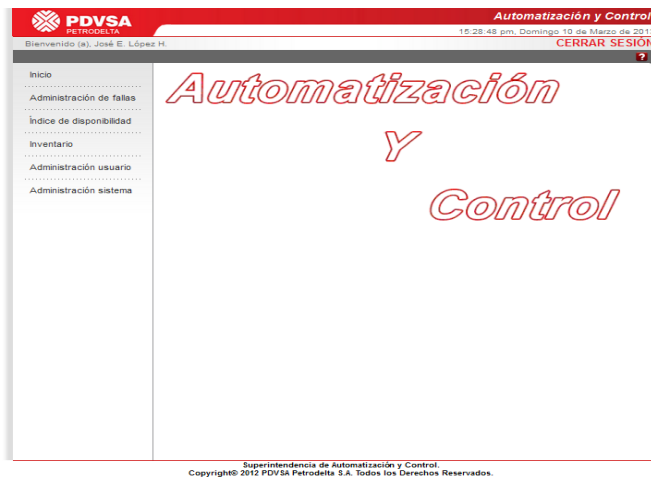 PDVSA
PETRODELTA
Automatización y Control
15:28:48 pm, Domingo 10 de Marzo de 201
Bienvenido (a), José E. López H.
CERRAR SESIÓN
?
Inicio
Administración de fallas
Índice de disponibilidad
Inventario
Administración usuario
Administración sistema
Automatización
Y
Control
Superintendencia de Automatización y Control.
Copyright© 2012 PDVSA Petrodelta S.A. Todos los Derechos Reservados.